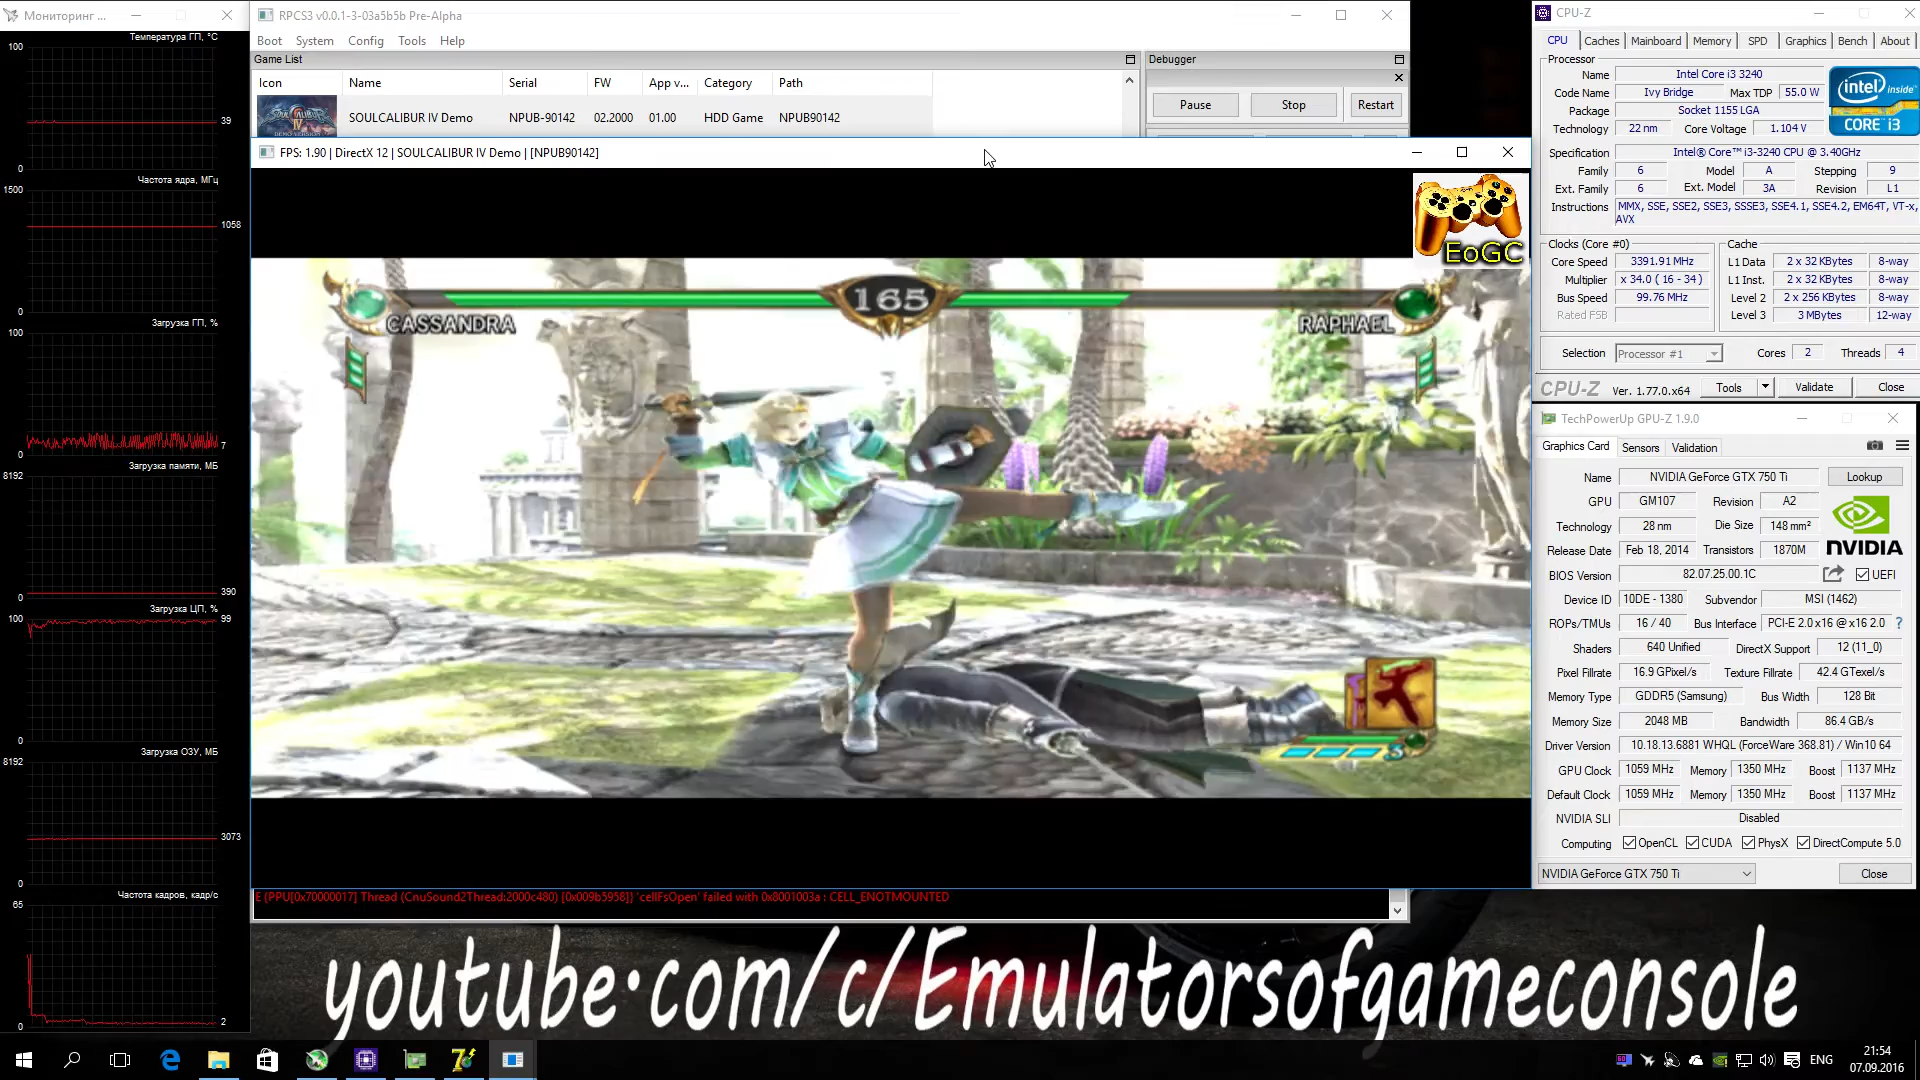 Мониторинг ...
Температура ГП, °C
100
39
0
Частота ядра, МГц
1500
1058
0
Загрузка ГП, %
100
7
0
Загрузка памяти, МБ
8192
390
0
Загрузка ЦП, %
100
99
0
Загрузка ОЗУ, МБ
8192
3073
0
Частота кадров, кадр/с
65
2
0
RPCS3 v0.0.1-3-03a5b5b Pre-Alpha
Boot System Config Tools Help
Game List
Icon Name Serial FW App v... Category Path
SOULCALIBUR IV Demo NPUB-90142 02.2000 01.00 HDD Game NPUB90142
Debugger
Pause Stop Restart
FPS: 1.90 | DirectX 12 | SOULCALIBUR IV Demo | [NPUB90142]
EoGC
165
CASSANDRA
RAPHAEL
3
E {PPU[0x70000017] Thread (CnuSound2Thread:2000c480) [0x009b5958]} 'cellFsOpen' failed with 0x8001003a : CELL_ENOTMOUNTED
youtube.com/c/Emulatorsofgameconsole
CPU-Z
CPU Caches Mainboard Memory SPD Graphics Bench About
Processor
Name Intel Core i3 3240
Code Name Ivy Bridge Max TDP 55.0 W
Package Socket 1155 LGA
Technology 22 nm Core Voltage 1.104 V
intel inside™
CORE i3
Specification Intel® Core™ i3-3240 CPU @ 3.40GHz
Family 6 Model A Stepping 9
Ext. Family 6 Ext. Model 3A Revision L1
Instructions MMX, SSE, SSE2, SSE3, SSSE3, SSE4.1, SSE4.2, EM64T, VT-x,
AVX
Clocks (Core #0)
Core Speed 3391.91 MHz
Multiplier x 34.0 ( 16 - 34 )
Bus Speed 99.76 MHz
Rated FSB
Cache
L1 Data 2 x 32 KBytes 8-way
L1 Inst. 2 x 32 KBytes 8-way
Level 2 2 x 256 KBytes 8-way
Level 3 3 MBytes 12-way
Selection Processor #1 Cores 2 Threads 4
CPU-Z Ver. 1.77.0.x64 Tools Validate Close
TechPowerUp GPU-Z 1.9.0
Graphics Card Sensors Validation
Name NVIDIA GeForce GTX 750 Ti Lookup
GPU GM107 Revision A2
Technology 28 nm Die Size 148 mm²
Release Date Feb 18, 2014 Transistors 1870M
NVIDIA
BIOS Version 82.07.25.00.1C UEFI
Device ID 10DE - 1380 Subvendor MSI (1462)
ROPs/TMUs 16 / 40 Bus Interface PCI-E 2.0 x16 @ x16 2.0 ?
Shaders 640 Unified DirectX Support 12 (11_0)
Pixel Fillrate 16.9 GPixel/s Texture Fillrate 42.4 GTexel/s
Memory Type GDDR5 (Samsung) Bus Width 128 Bit
Memory Size 2048 MB Bandwidth 86.4 GB/s
Driver Version 10.18.13.6881 WHQL (ForceWare 368.81) / Win10 64
GPU Clock 1059 MHz Memory 1350 MHz Boost 1137 MHz
Default Clock 1059 MHz Memory 1350 MHz Boost 1137 MHz
NVIDIA SLI Disabled
Computing OpenCL CUDA PhysX DirectCompute 5.0
NVIDIA GeForce GTX 750 Ti Close
ENG
21:54
07.09.2016